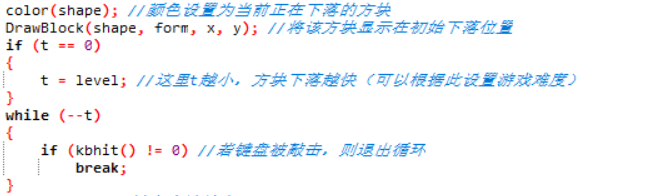 color(shape); //颜色设置为当前正在下落的方块
DrawBlock(shape, form, x, y); //将该方块显示在初始下落位置
if (t == 0)
{
t = level; //这里t越小，方块下落越快（可以根据此设置游戏难度）
}
while (--t)
{
if (kbhit() != 0) //若键盘被敲击，则退出循环
break;
}